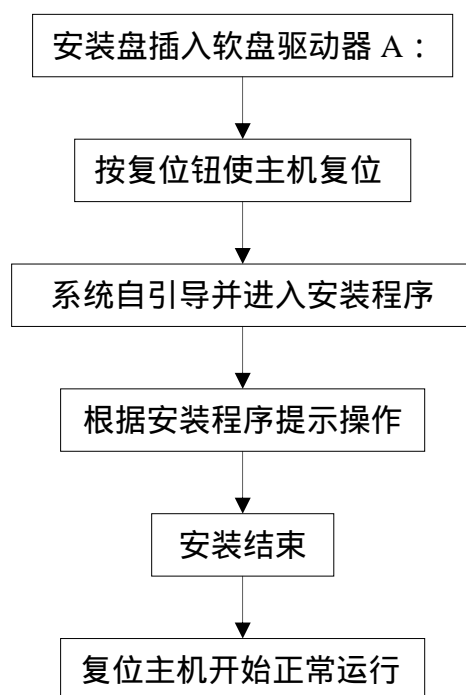 安装盘插入软盘驱动器 A：
按复位钮使主机复位
系统自引导并进入安装程序
根据安装程序提示操作
安装结束
复位主机开始正常运行